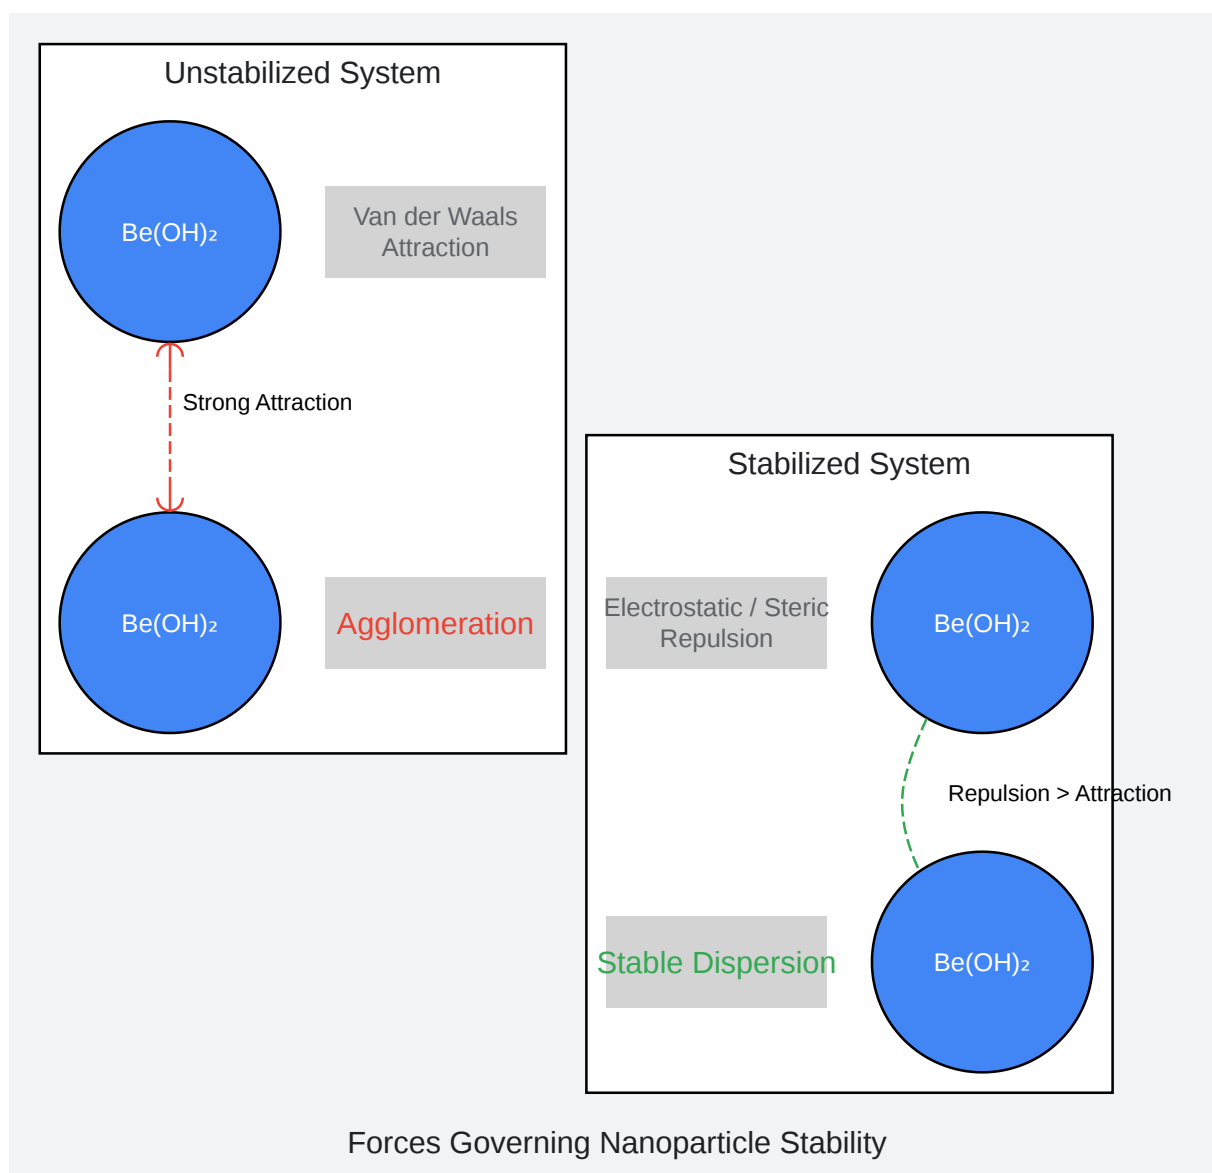 Unstabilized System
Be(OH)₂
Van der Waals
Attraction
Strong Attraction
Be(OH)₂
Agglomeration
Stabilized System
Electrostatic / Steric
Repulsion
Be(OH)₂
Repulsion > Attraction
Stable Dispersion
Be(OH)₂
Forces Governing Nanoparticle Stability